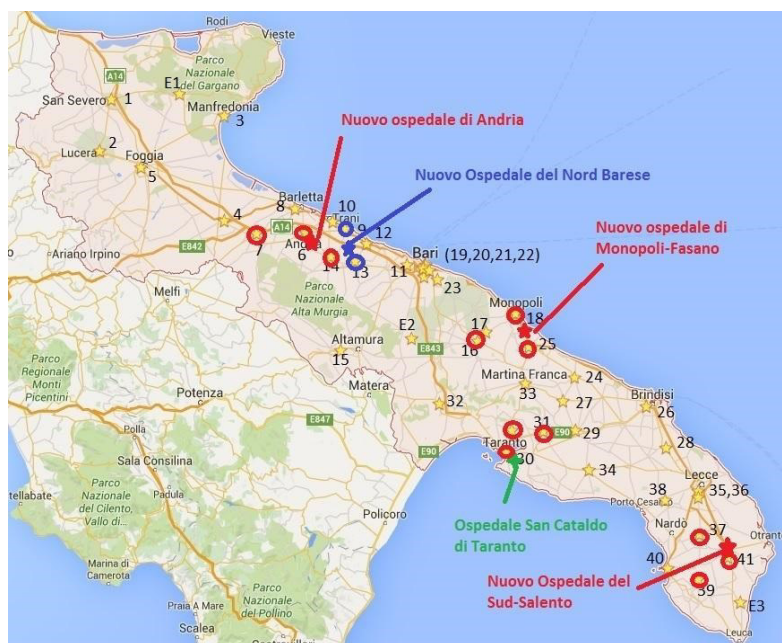 Rodi
Vieste
Parco
Nazionale
del Gargano
A14
San Severo
1
E1
Manfredonia
3
Lucera
2
Foggia
5
Nuovo ospedale di
Andria
Nuovo Ospedale del Nord Barese
Barletta
8
10
Trani
9
12
4
E842
7
A14
Andria
6
14
13
Ariano Irpino
Bari
(19,20,21,22)
11
23
Nuovo ospedale di
Monopoli-Fasano
Melfi
Parco
Nazionale
Alta Murgia
Monopoli
18
17
16
25
E2
Altamura
15
E843
Matera
Martina Franca
33
24
27
Brindisi
26
Parco
Regionale
Monti
Picentini
Potenza
E847
32
31
E90
29
28
Taranto
30
E90
34
Polla
Sala Consilina
Lecce
35,36
Porto Cesareo
38
Castellabate
Parco
Nazionale
del Cilento,
Vallo di...
Padula
Policoro
Ospedale San Cataldo
di Taranto
Nardò
37
Otranto
40
41
39
E3
Marina di
Camerota
Parco
Nazionale
del Pollino
Praia A Mare
Scalea
Nuovo Ospedale del
Sud-Salento
Leuca